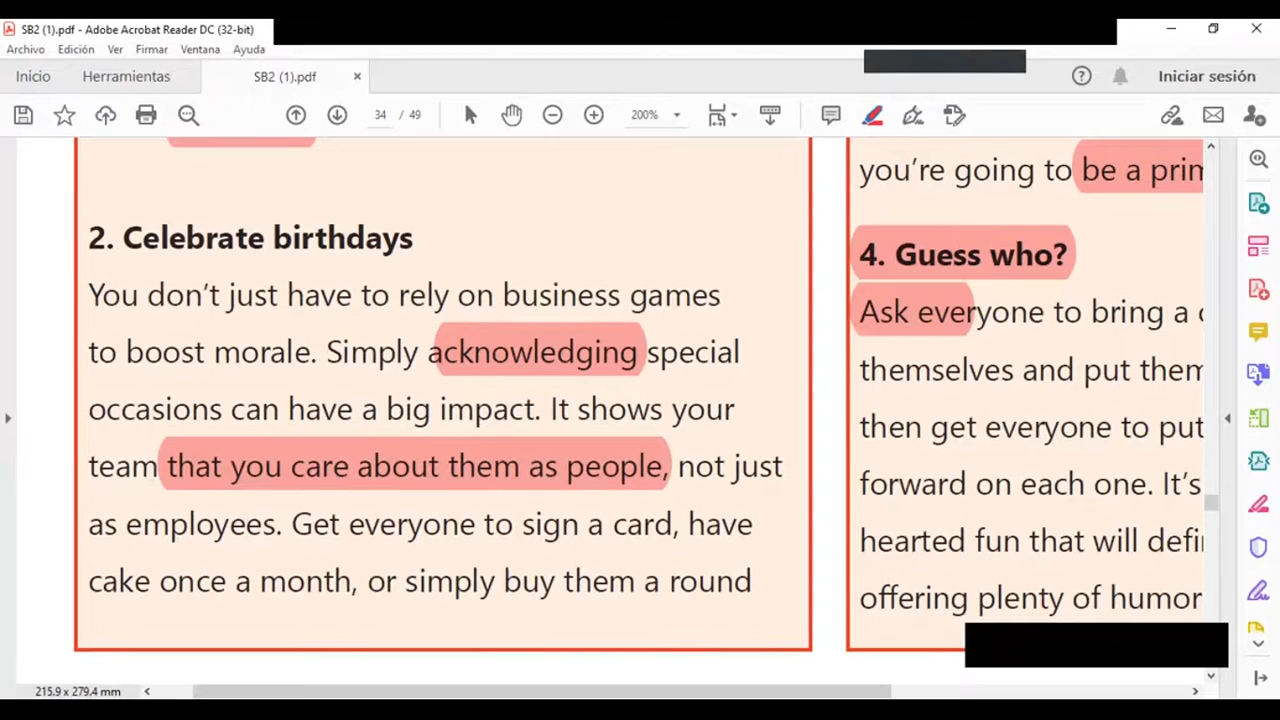 SB2 (1).pdf - Adobe Acrobat Reader DC (32-bit)
Archivo Edición Ver Firmar Ventana Ayuda
Inicio Herramientas SB2 (1).pdf Iniciar sesión
34 / 49 200%
2. Celebrate birthdays
You don't just have to rely on business games
to boost morale. Simply acknowledging special
occasions can have a big impact. It shows your
team that you care about them as people, not just
as employees. Get everyone to sign a card, have
cake once a month, or simply buy them a round
you're going to be a prim
4. Guess who?
Ask everyone to bring a
themselves and put them
then get everyone to put
forward on each one. It's
hearted fun that will defi
offering plenty of humor
215.9 x 279.4 mm